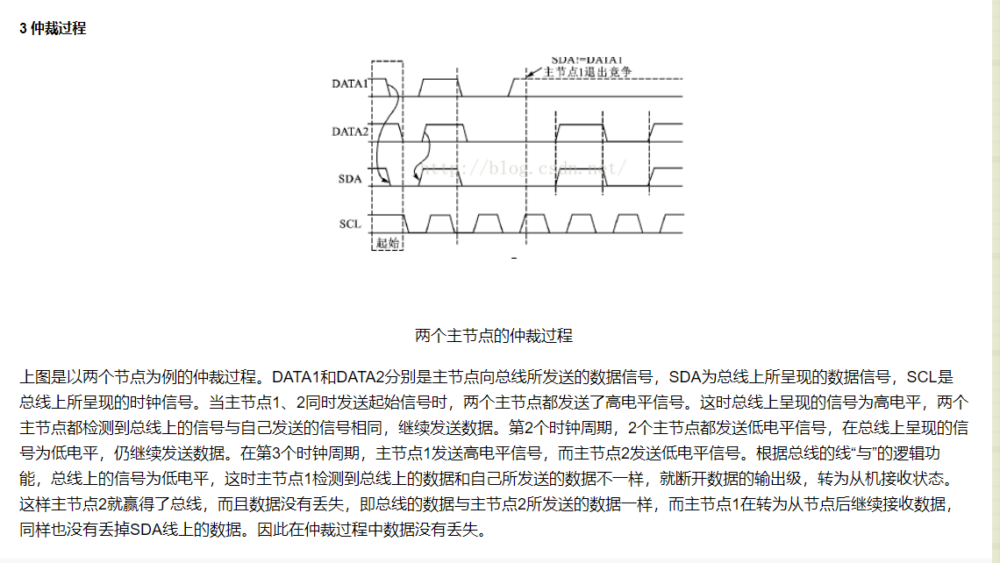 3 仲裁过程
SDA!=DATA1
主节点1退出竞争
DATA1
DATA2
http://blog.csdn.net/
SDA
SCL
起始
两个主节点的仲裁过程
上图是以两个节点为例的仲裁过程。DATA1和DATA2分别是主节点向总线所发送的数据信号，SDA为总线上所呈现的数据信号，SCL是
总线上所呈现的时钟信号。当主节点1、2同时发送起始信号时，两个主节点都发送了高电平信号。这时总线上呈现的信号为高电平，两个
主节点都检测到总线上的信号与自己发送的信号相同，继续发送数据。第2个时钟周期，2个主节点都发送低电平信号，在总线上呈现的信
号为低电平，仍继续发送数据。在第3个时钟周期，主节点1发送高电平信号，而主节点2发送低电平信号。根据总线的线“与”的逻辑功
能，总线上的信号为低电平，这时主节点1检测到总线上的数据和自己所发送的数据不一样，就断开数据的输出级，转为从机接收状态。
这样主节点2就赢得了总线，而且数据没有丢失，即总线的数据与主节点2所发送的数据一样，而主节点1在转为从节点后继续接收数据，
同样也没有丢掉SDA线上的数据。因此在仲裁过程中数据没有丢失。